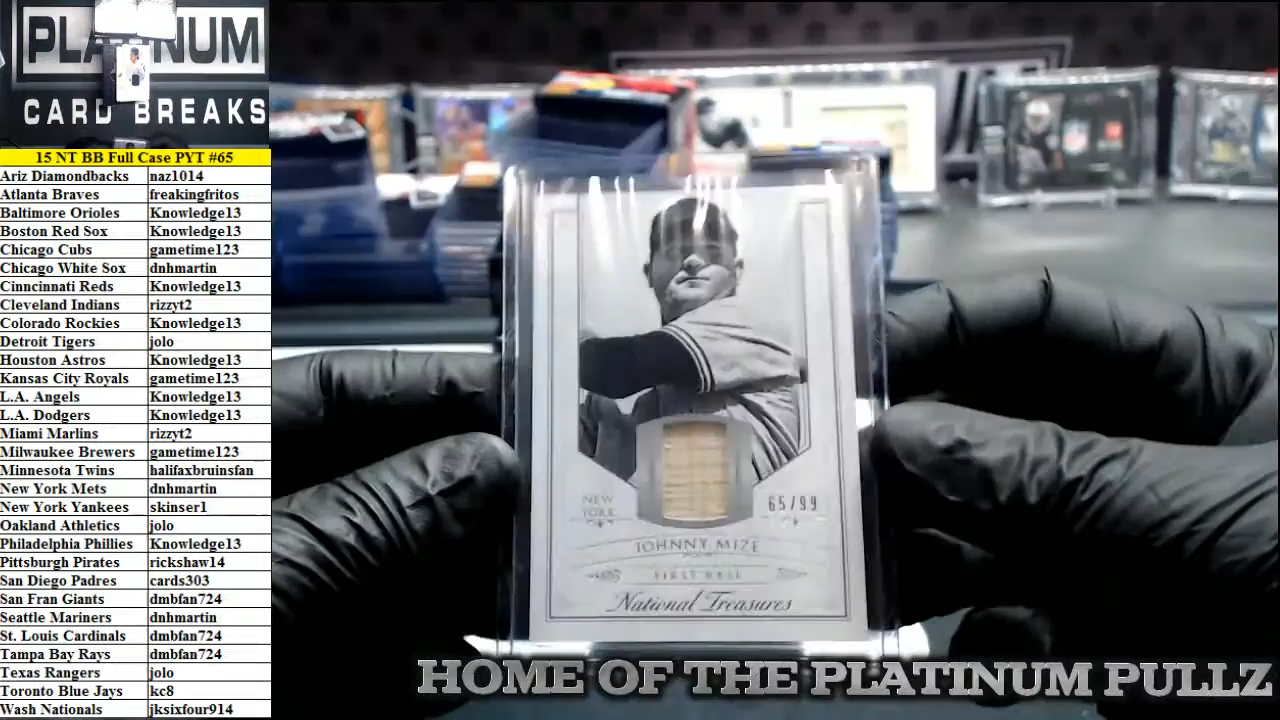 PLATINUM
CARD BREAKS
15 NT BB Full Case PYT #65
Ariz Diamondbacks naz1014
Atlanta Braves freakingfritos
Baltimore Orioles Knowledge13
Boston Red Sox Knowledge13
Chicago Cubs gametime123
Chicago White Sox dnhmartin
Cinncinnati Reds Knowledge13
Cleveland Indians rizzyt2
Colorado Rockies Knowledge13
Detroit Tigers jolo
Houston Astros Knowledge13
Kansas City Royals gametime123
L.A. Angels Knowledge13
L.A. Dodgers Knowledge13
Miami Marlins rizzyt2
Milwaukee Brewers gametime123
Minnesota Twins halifaxbruinsfan
New York Mets dnhmartin
New York Yankees skinser1
Oakland Athletics jolo
Philadelphia Phillies Knowledge13
Pittsburgh Pirates rickshaw14
San Diego Padres cards303
San Fran Giants dmbfan724
Seattle Mariners dnhmartin
St. Louis Cardinals dmbfan724
Tampa Bay Rays dmbfan724
Texas Rangers jolo
Toronto Blue Jays kc8
Wash Nationals jksixfour914
NEW
YORK
65/99
JOHNNY MIZE
FIRST BASE
National Treasures
HOME OF THE PLATINUM PULLZ